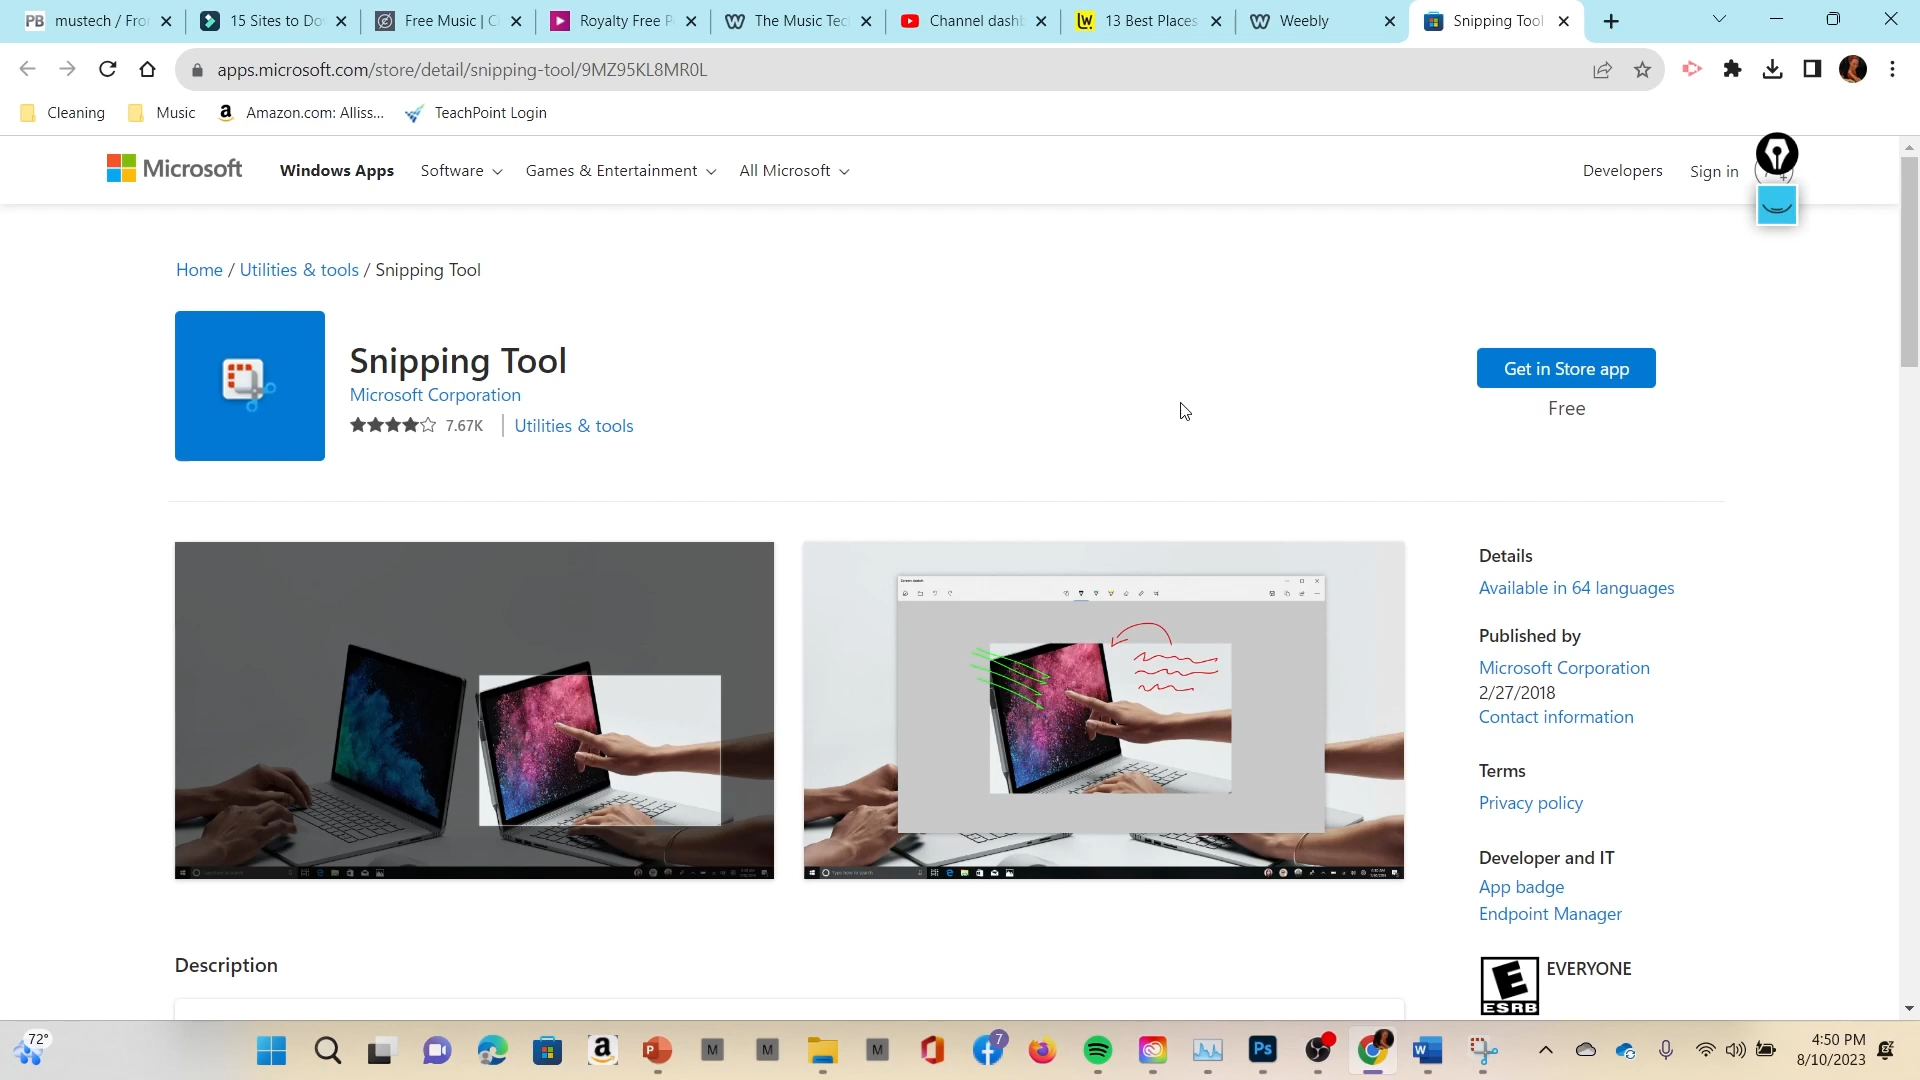 PB mustech / Fro
15 Sites to Do
Free Music | C
Royalty Free P
The Music Tec
Channel dashb
13 Best Places
Weebly
Snipping Tool
apps.microsoft.com/store/detail/snipping-tool/9MZ95KL8MR0L
Cleaning
Music
Amazon.com: Alliss...
TeachPoint Login
Microsoft
Windows Apps
Software
Games & Entertainment
All Microsoft
Developers
Sign in
Home / Utilities & tools / Snipping Tool
Snipping Tool
Microsoft Corporation
7.67K
Utilities & tools
Get in Store app
Free
Details
Available in 64 languages
Published by
Microsoft Corporation
2/27/2018
Contact information
Terms
Privacy policy
Developer and IT
App badge
Endpoint Manager
E
ESRB
EVERYONE
Description
72°
7
4:50 PM
8/10/2023